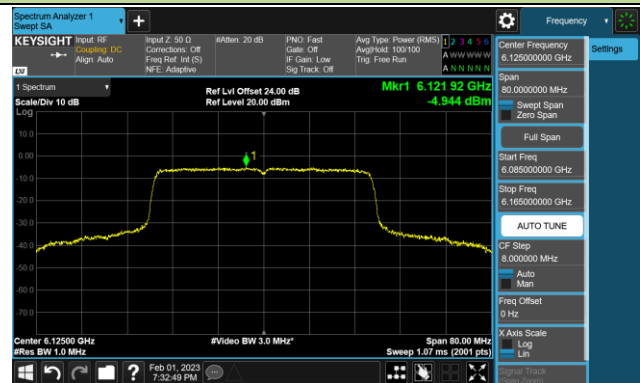 Spectrum Analyzer 1
Swept SA
+
Frequency
KEYSIGHT
Input: RF
Coupling: DC
Align: Auto
Input Z: 50 Ω
Corrections: Off
Freq Ref: Int (S)
NFE: Adaptive
#Atten: 20 dB
PNO: Fast
Gate: Off
IF Gain: Low
Sig Track: Off
Avg Type: Power (RMS)
Avg|Hold: 100/100
Trig: Free Run
1 2 3 4 5 6
A W W W W W
A N N N N N
LXI
1 Spectrum
Scale/Div 10 dB
Log
Ref Lvl Offset 24.00 dB
Ref Level 20.00 dBm
Mkr1 6.121 92 GHz
-4.944 dBm
10.0
0.00
-10.0
-20.0
-30.0
-40.0
-50.0
-60.0
-70.0
1
Center 6.12500 GHz
#Res BW 1.0 MHz
#Video BW 3.0 MHz*
Span 80.00 MHz
Sweep 1.07 ms (2001 pts)
Feb 01, 2023
7:32:49 PM
?
Center Frequency
6.125000000 GHz
Settings
Span
80.0000000 MHz
Swept Span
Zero Span
Full Span
Start Freq
6.085000000 GHz
Stop Freq
6.165000000 GHz
AUTO TUNE
CF Step
8.000000 MHz
Auto
Man
Freq Offset
0 Hz
X Axis Scale
Log
Lin
Signal Track
(Span Zoom)